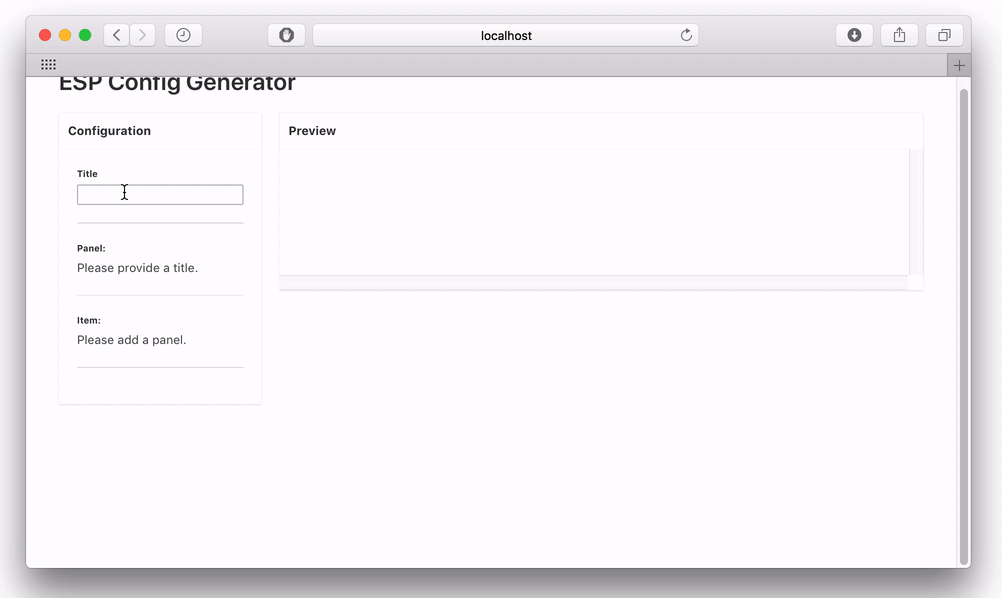 localhost
ESP Config Generator
Configuration
Preview
Title
Panel:
Please provide a title.
Item:
Please add a panel.